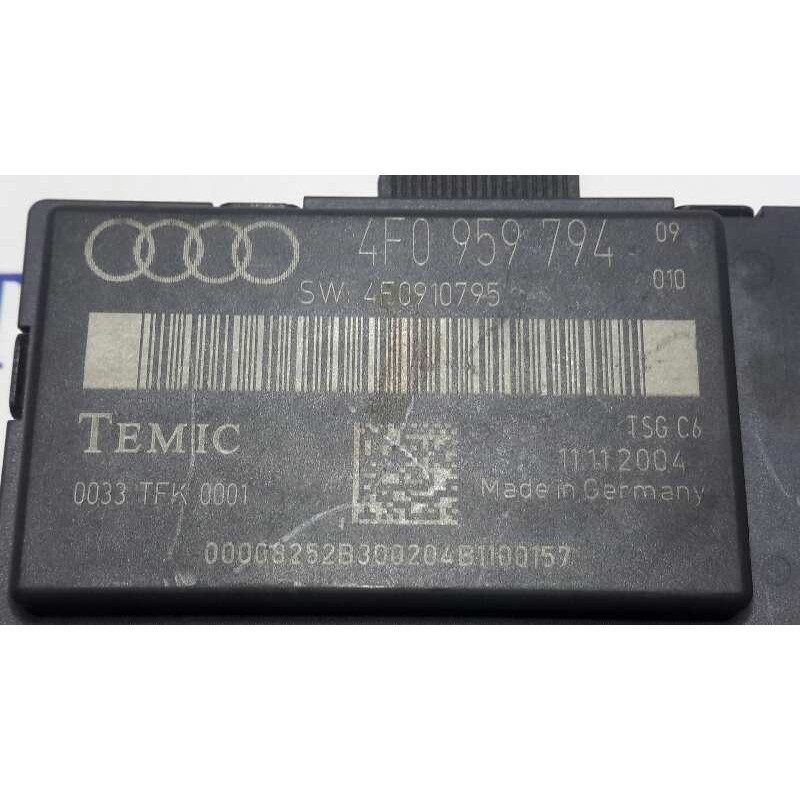 4F0 959 794 09
SW: 4F0910795 010
TEMIC
TSG C6
11.11.2004
0033 TFK 0001
Made in Germany
00008252B300204B1100157